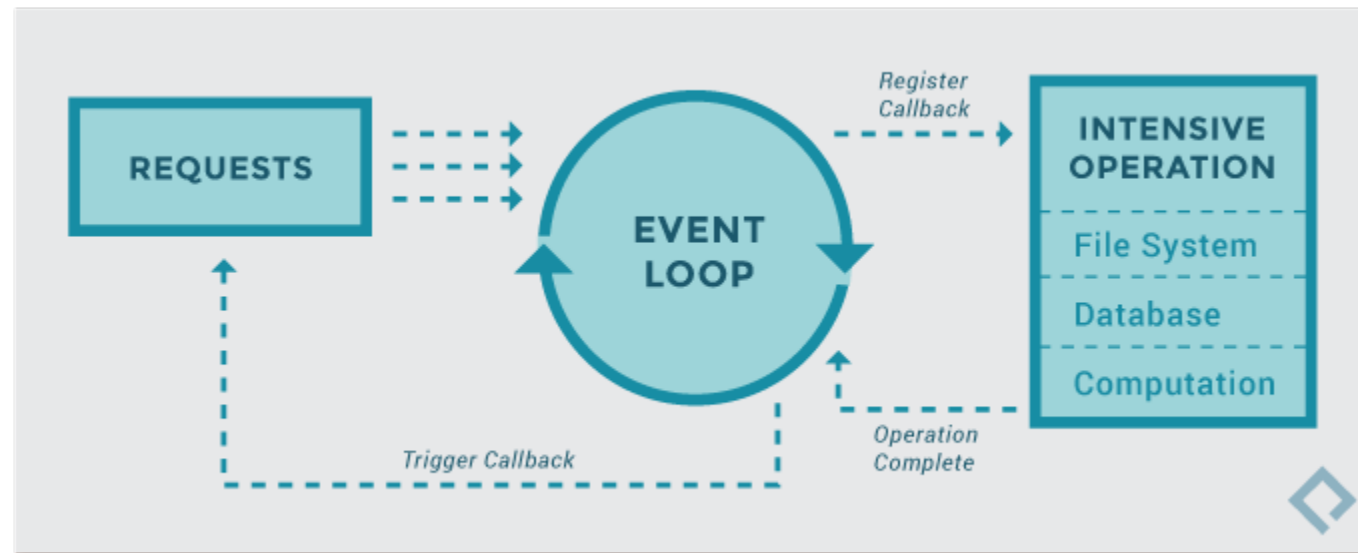 REQUESTS
EVENT
LOOP
Register
Callback
INTENSIVE
OPERATION
File System
Database
Computation
Operation
Complete
Trigger Callback